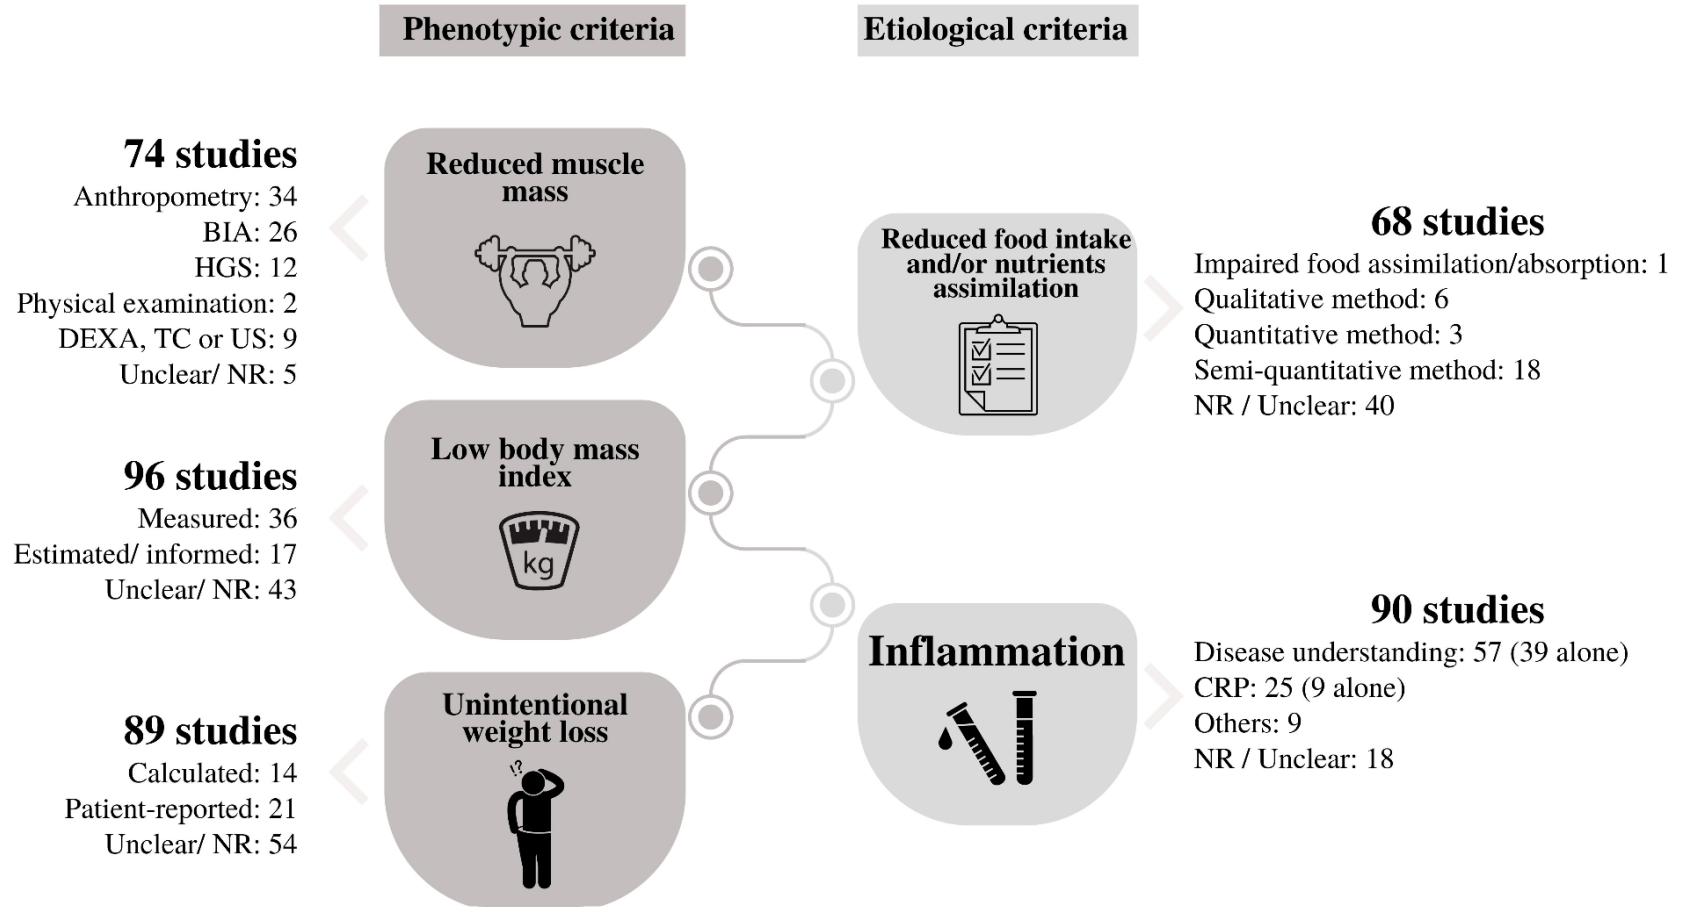 Phenotypic criteria
Etiological criteria
74 studies
Anthropometry: 34
BIA: 26
HGS: 12
Physical examination: 2
DEXA, TC or US: 9
Unclear/ NR: 5
Reduced muscle
mass
96 studies
Measured: 36
Estimated/ informed: 17
Unclear/ NR: 43
Low body mass
index
kg
89 studies
Calculated: 14
Patient-reported: 21
Unclear/ NR: 54
Unintentional
weight loss
!?
Reduced food intake
and/or nutrients
assimilation
68 studies
Impaired food assimilation/absorption: 1
Qualitative method: 6
Quantitative method: 3
Semi-quantitative method: 18
NR / Unclear: 40
Inflammation
90 studies
Disease understanding: 57 (39 alone)
CRP: 25 (9 alone)
Others: 9
NR / Unclear: 18